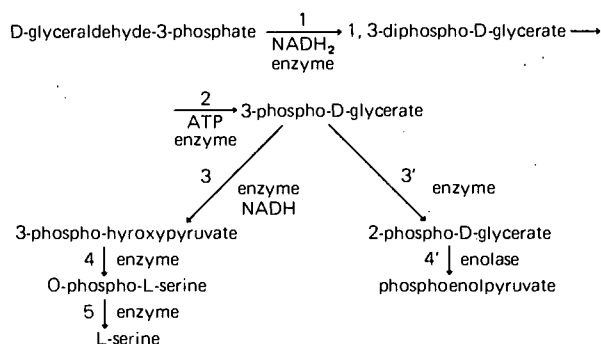 D-glyceraldehyde-3-phosphate 1 NADH₂ enzyme 1, 3-diphospho-D-glycerate
2 ATP enzyme 3-phospho-D-glycerate
3 enzyme NADH
3′ enzyme
3-phospho-hyroxypyruvate 2-phospho-D-glycerate
4 enzyme 4′ enolase
O-phospho-L-serine phosphoenolpyruvate
5 enzyme
L-serine